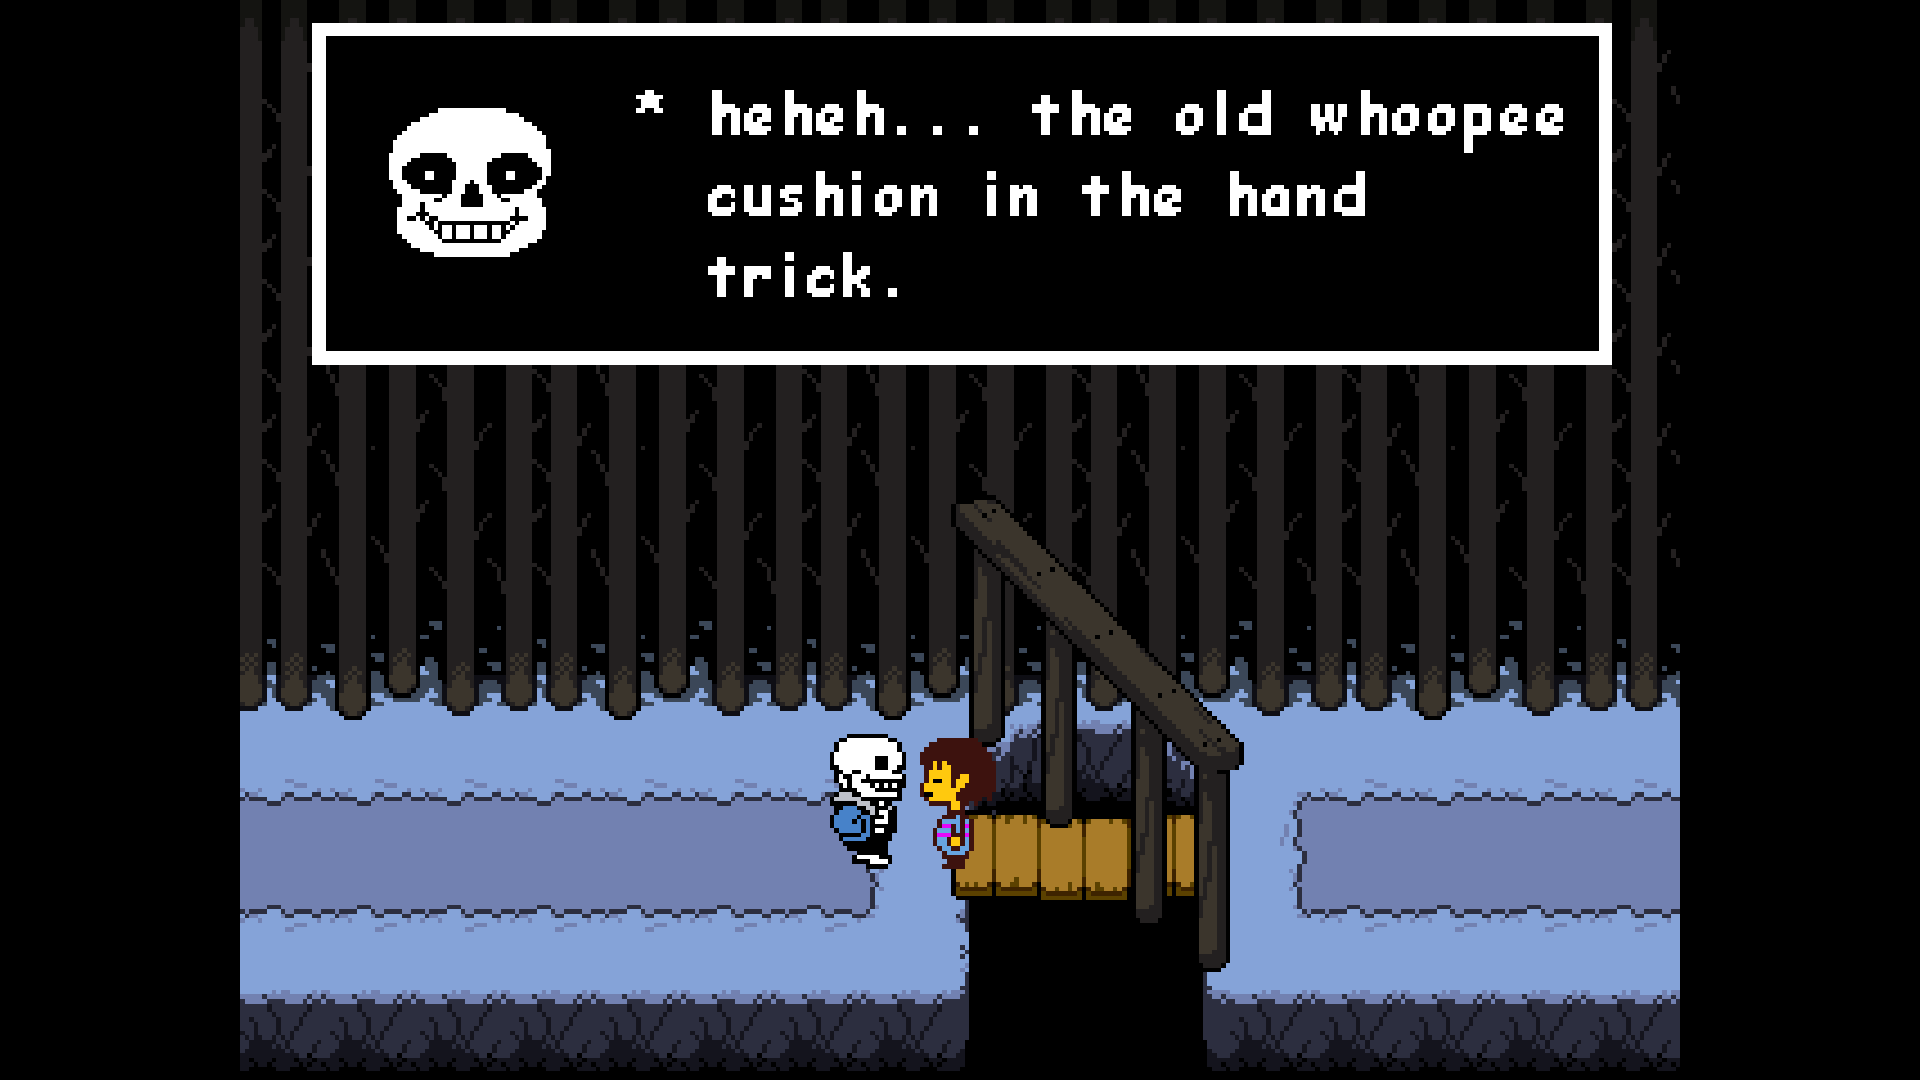 * heheh... the old whoopee
cushion in the hand
trick.